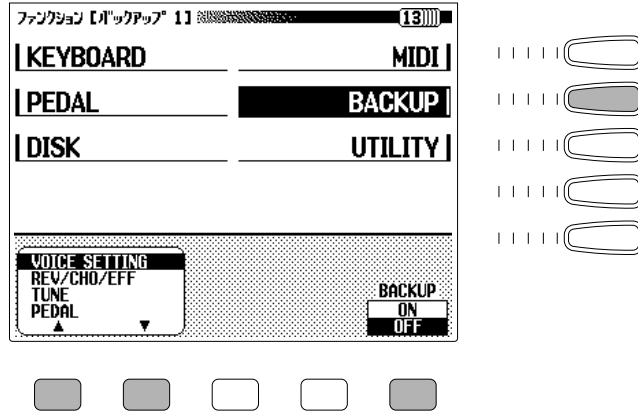 ファンクション【バックアップ 1】
13
KEYBOARD
MIDI
PEDAL
BACKUP
DISK
UTILITY
VOICE SETTING
REV/CHO/EFF
TUNE
PEDAL
▲ ▼
BACKUP
ON
OFF